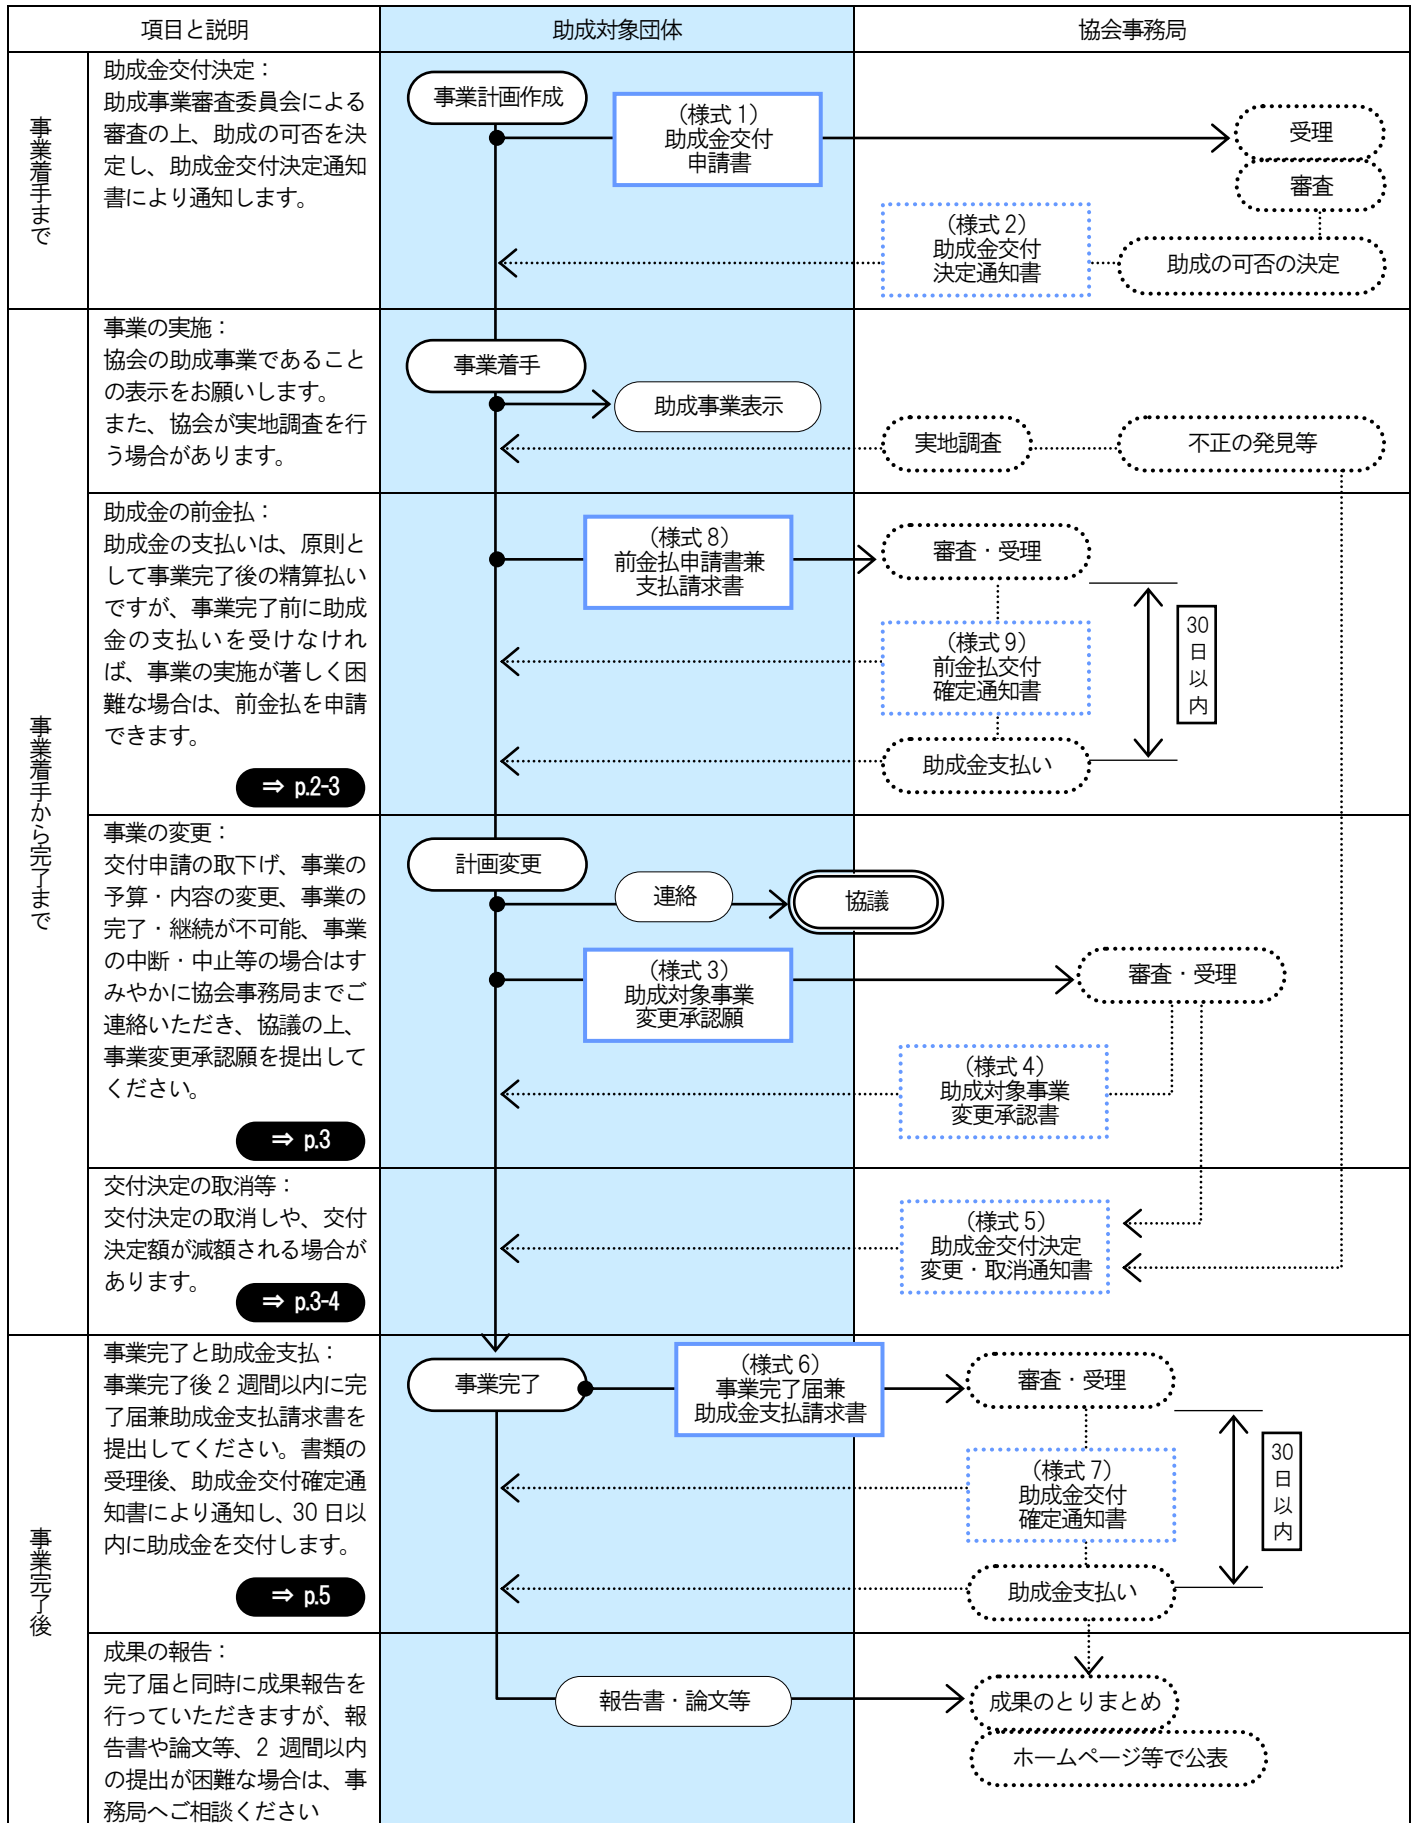 項目と説明
助成対象団体
協会事務局
事業着手まで
助成金交付決定：
助成事業審査委員会による
審査の上、助成の可否を決
定し、助成金交付決定通知
書により通知します。
事業計画作成
（様式 1）
助成金交付
申請書
受理
審査
（様式 2）
助成金交付
決定通知書
助成の可否の決定
事業着手から完了まで
事業の実施：
協会の助成事業であること
の表示をお願いします。
また、協会が実地調査を行
う場合があります。
事業着手
助成事業表示
実地調査
不正の発見等
助成金の前金払：
助成金の支払いは、原則と
して事業完了後の精算払い
ですが、事業完了前に助成
金の支払いを受けなけれ
ば、事業の実施が著しく困
難な場合は、前金払を申請
できます。
⇒ p.2-3
（様式 8）
前金払申請書兼
支払請求書
審査・受理
（様式 9）
前金払交付
確定通知書
助成金支払い
30
日
以
内
事業の変更：
交付申請の取下げ、事業の
予算・内容の変更、事業の
完了・継続が不可能、事業
の中断・中止等の場合はす
みやかに協会事務局までご
連絡いただき、協議の上、
事業変更承認願を提出して
ください。
⇒ p.3
計画変更
連絡
協議
（様式 3）
助成対象事業
変更承認願
審査・受理
（様式 4）
助成対象事業
変更承認書
交付決定の取消等：
交付決定の取消しや、交付
決定額が減額される場合が
あります。
⇒ p.3-4
（様式 5）
助成金交付決定
変更・取消通知書
事業完了後
事業完了と助成金支払：
事業完了後 2 週間以内に完
了届兼助成金支払請求書を
提出してください。書類の
受理後、助成金交付確定通
知書により通知し、30 日以
内に助成金を交付します。
⇒ p.5
事業完了
（様式 6）
事業完了届兼
助成金支払請求書
審査・受理
（様式 7）
助成金交付
確定通知書
助成金支払い
30
日
以
内
成果の報告：
完了届と同時に成果報告を
行っていただきますが、報
告書や論文等、2 週間以内
の提出が困難な場合は、事
務局へご相談ください
報告書・論文等
成果のとりまとめ
ホームページ等で公表